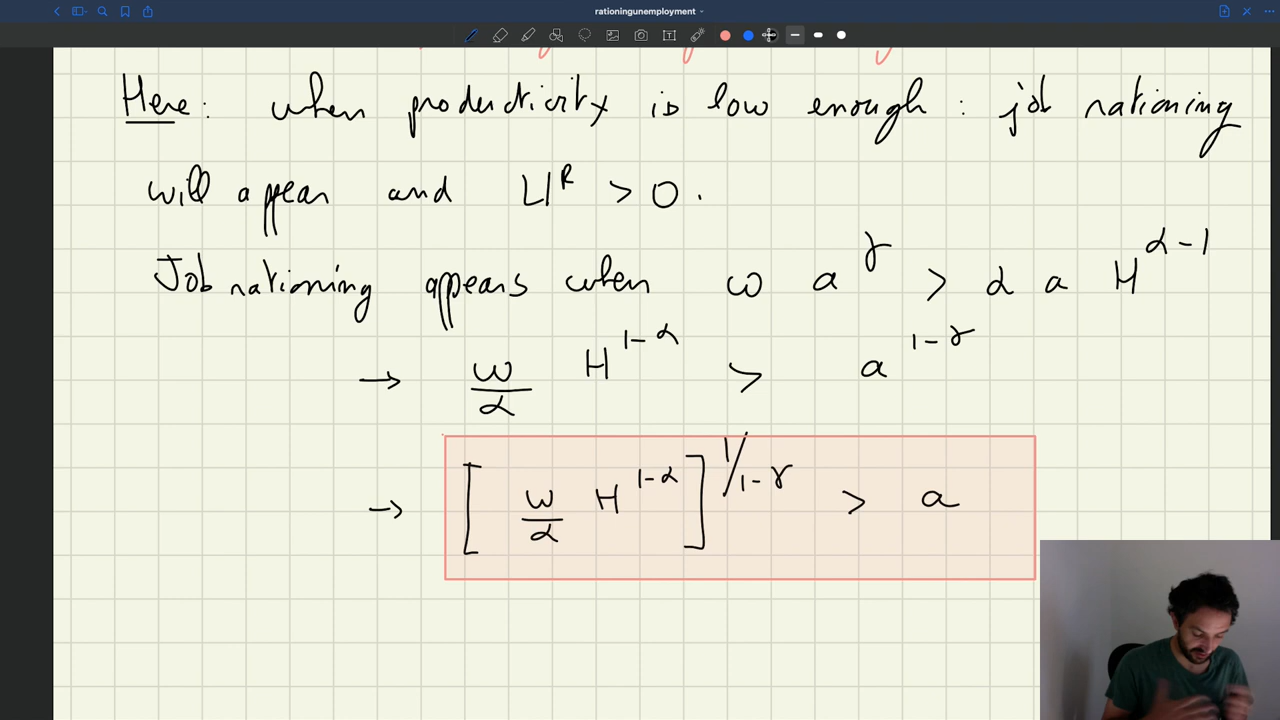 rationingunemployment
Here: when productivity is low enough : job rationing
will appear and U^R > 0.
Job rationing appears when ω a^γ > α a H^{α-1}
→ ω/α H^{1-α} > a^{1-γ}
→ [ ω/α H^{1-α} ]^{1/1-γ} > a